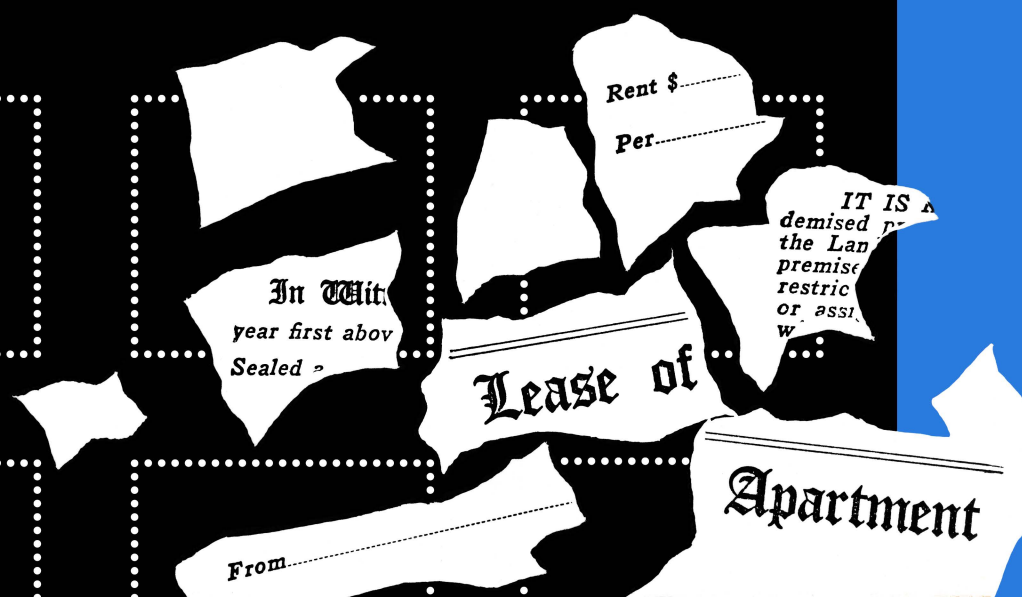 Rent $
Per
IT IS
demised
the Lan
premise
restric
or assi
In Wit
year first abov
Sealed
Lease of
Apartment
From